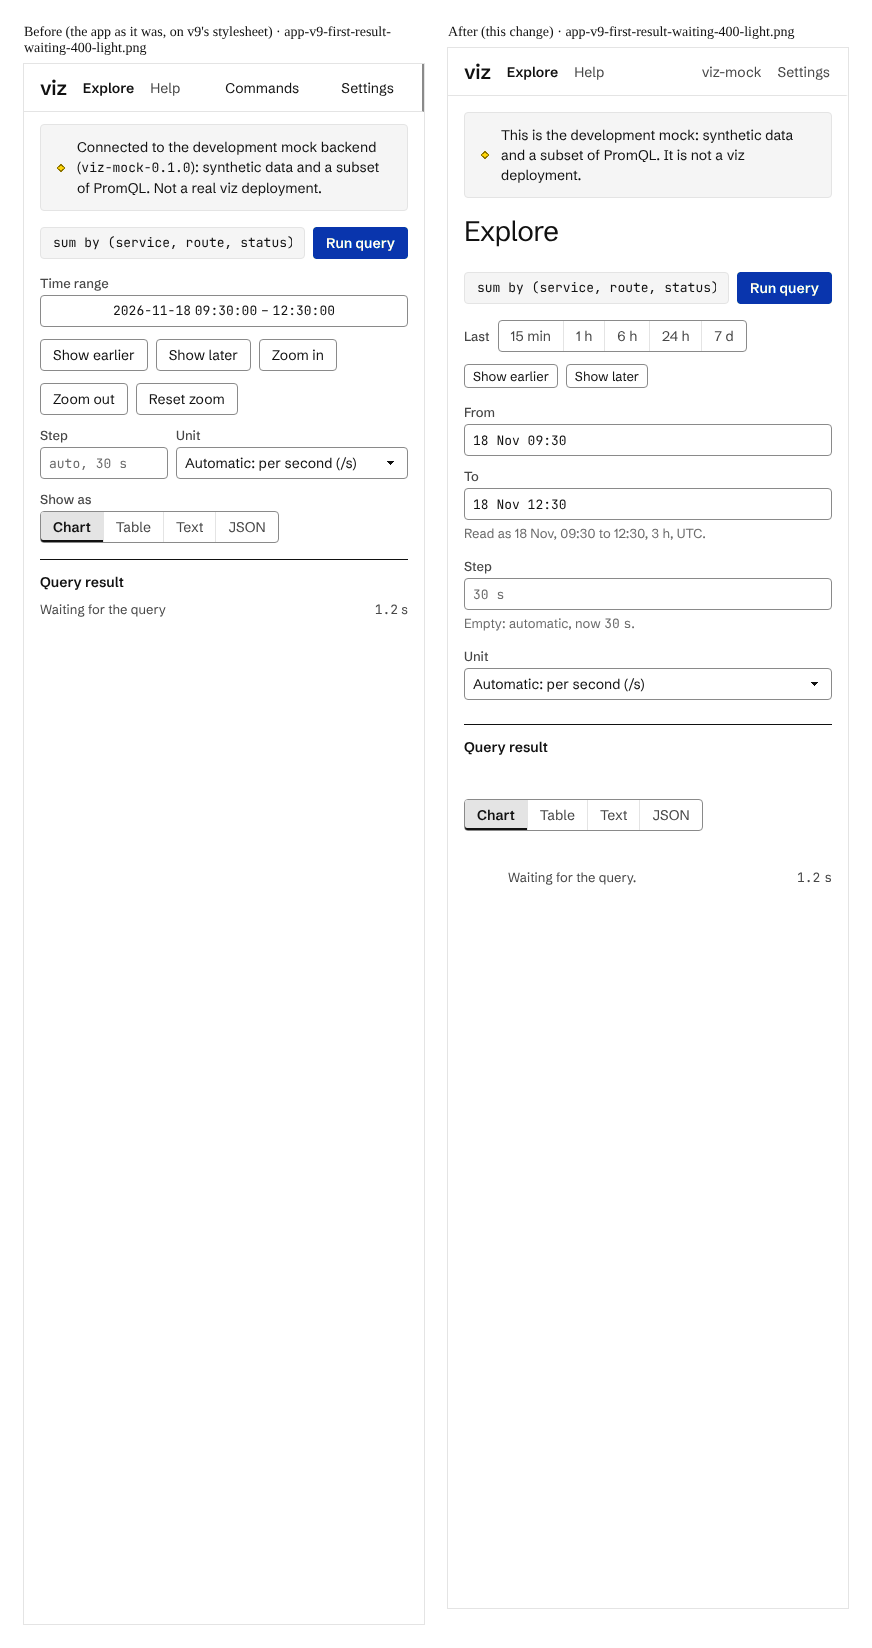 Before (the app as it was, on v9's stylesheet) · app-v9-first-result-
waiting-400-light.png
viz Explore Help Commands Settings
Connected to the development mock backend
(viz-mock-0.1.0): synthetic data and a subset
of PromQL. Not a real viz deployment.
sum by (service, route, status) Run query
Time range
2026-11-18 09:30:00 – 12:30:00
Show earlier Show later Zoom in
Zoom out Reset zoom
Step Unit
auto, 30 s Automatic: per second (/s)
Show as
Chart Table Text JSON
Query result
Waiting for the query 1.2 s
After (this change) · app-v9-first-result-waiting-400-light.png
viz Explore Help viz-mock Settings
This is the development mock: synthetic data
and a subset of PromQL. It is not a viz
deployment.
Explore
sum by (service, route, status) Run query
Last 15 min 1 h 6 h 24 h 7 d
Show earlier Show later
From
18 Nov 09:30
To
18 Nov 12:30
Read as 18 Nov, 09:30 to 12:30, 3 h, UTC.
Step
30 s
Empty: automatic, now 30 s.
Unit
Automatic: per second (/s)
Query result
Chart Table Text JSON
Waiting for the query. 1.2 s